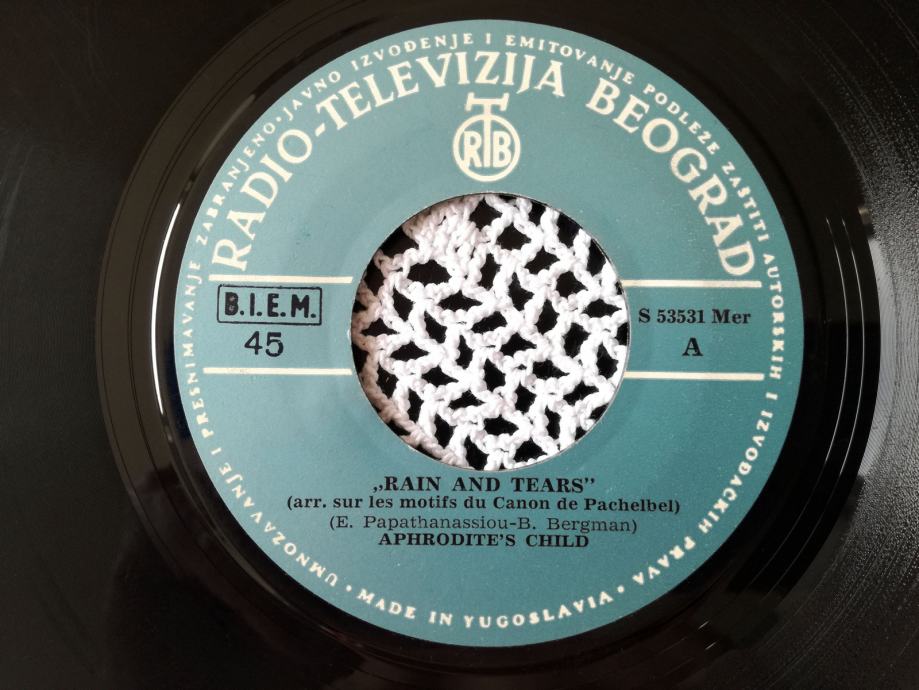 UMNOŽAVANJE I PRESNIMAVANJE ZABRANJENO • JAVNO IZVOĐENJE I EMITOVANJE PODLEŽE ZAŠTITI AUTORSKIH I IZVOĐAČKIH PRAVA •
RADIO-TELEVIZIJA BEOGRAD
RTB
B.I.E.M.
45
S 53531 Mer
A
„RAIN AND TEARS”
(arr. sur les motifs du Canon de Pachelbel)
(E. Papathanassiou-B. Bergman)
APHRODITE'S CHILD
MADE IN YUGOSLAVIA •